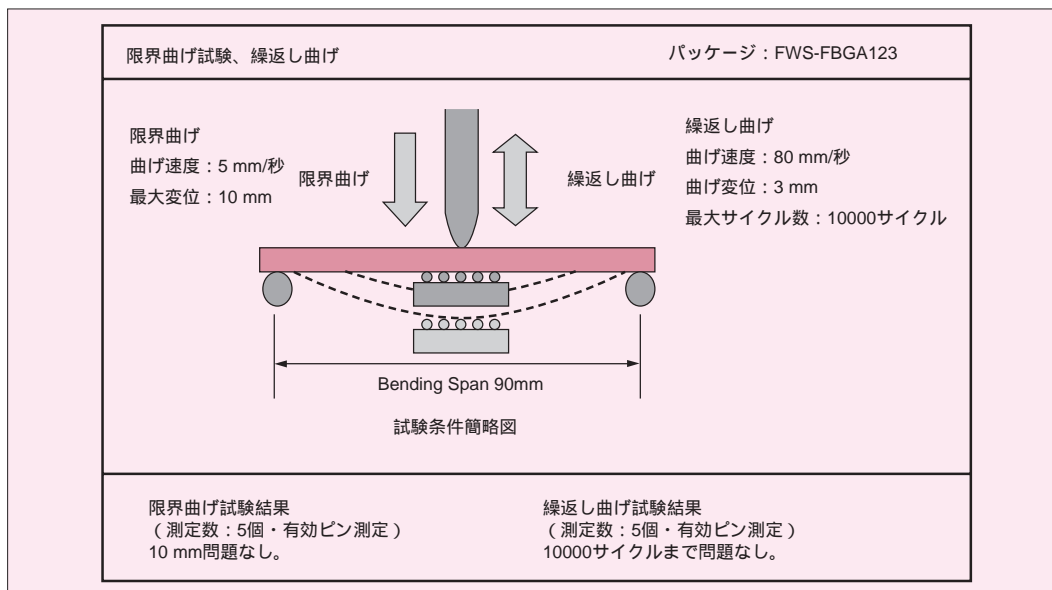 限界曲げ試験、繰返し曲げ
パッケージ：FWS-FBGA123
限界曲げ
曲げ速度：5 mm/秒
最大変位：10 mm
限界曲げ
繰返し曲げ
繰返し曲げ
曲げ速度：80 mm/秒
曲げ変位：3 mm
最大サイクル数：10000サイクル
Bending Span 90mm
試験条件簡略図
限界曲げ試験結果
（測定数：5個・有効ピン測定）
10 mm問題なし。
繰返し曲げ試験結果
（測定数：5個・有効ピン測定）
10000サイクルまで問題なし。